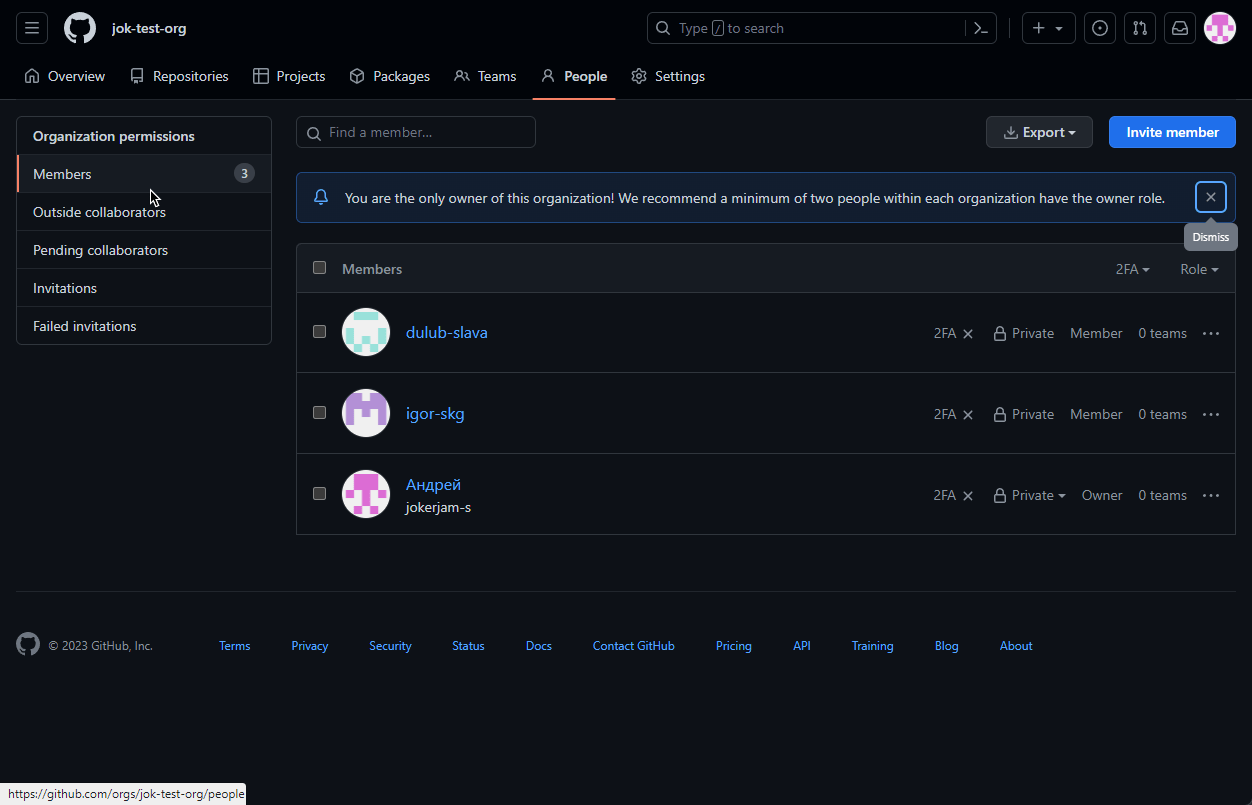 jok-test-org
Type / to search
Overview Repositories Projects Packages Teams People Settings
Organization permissions
Members 3
Outside collaborators
Pending collaborators
Invitations
Failed invitations
Find a member...
Export
Invite member
You are the only owner of this organization! We recommend a minimum of two people within each organization have the owner role.
Dismiss
Members 2FA Role
dulub-slava 2FA Private Member 0 teams
igor-skg 2FA Private Member 0 teams
Андрей
jokerjam-s 2FA Private Owner 0 teams
© 2023 GitHub, Inc. Terms Privacy Security Status Docs Contact GitHub Pricing API Training Blog About
https://github.com/orgs/jok-test-org/people